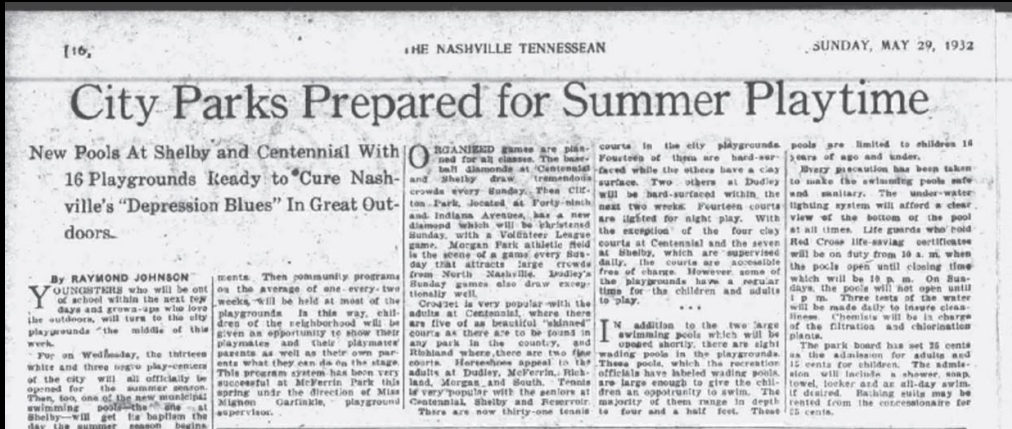 [16,
THE NASHVILLE TENNESSEAN
SUNDAY, MAY 29, 1932
City Parks Prepared for Summer Playtime
New Pools At Shelby and Centennial With
16 Playgrounds Ready to Cure Nash-
ville's "Depression Blues" In Great Out-
doors.
By RAYMOND JOHNSON
YOUNGSTERS who will be out
of school within the next few
days and grown-ups who love
the outdoors, will turn to the city
playgrounds the middle of this
week.
For on Wednesday, the thirteen
white and three negro play-centers
of the city will all officially be
opened for the summer season.
Then, too, one of the new municipal
swimming pools—the one at
Shelby—will get its baptism the
day the summer season begins.
ments. Then community programs
on the average of one every two
weeks, will be held at most of the
playgrounds. In this way, chil-
dren of the neighborhood will be
given an opportunity to show their
playmates and their playmates'
parents as well as their own par-
ents what they can do on the stage.
This program system has been very
successful at McFerrin Park this
spring under the direction of Miss
Mignon Garfinkle, playground
supervisor.
ORGANIZED games are plan-
ned for all classes. The base-
ball diamonds at Centennial
and Shelby draw tremendous
crowds every Sunday. Then Clif-
ton Park, located at Forty-ninth
and Indiana Avenues, has a new
diamond which will be christened
Sunday, with a Volunteer League
game. Morgan Park athletic field
is the scene of a game every Sun-
day that attracts large crowds
from North Nashville. Dudley's
Sunday games also draw excep-
tionally well.
Croquet is very popular with the
adults at Centennial, where there
are five of as beautiful "skinned"
courts as there are to be found in
any park in the country, and
Richland where there are two fine
courts. Horseshoes appeal to the
adults at Dudley, McFerrin, Rich-
land, Morgan and South. Tennis
is very popular with the seniors at
Centennial, Shelby and Reservoir.
There are now thirty-one tennis
courts in the city playgrounds.
Fourteen of them are hard-sur-
faced while the others have a clay
surface. Two others at Dudley
will be hard-surfaced within the
next two weeks. Fourteen courts
are lighted for night play. With
the exception of the four clay
courts at Centennial and the seven
at Shelby, which are supervised
daily, the courts are accessible
free of charge. However some of
the playgrounds have a regular
time for the children and adults
to play.
* * *
IN addition to the two large
swimming pools which will be
opened shortly, there are eight
wading pools in the playgrounds.
These pools, which the recreation
officials have labeled wading pools,
are large enough to give the chil-
dren an opportunity to swim. The
majority of them range in depth
to four and a half feet. These
pools are limited to children 16
years of age and under.
Every precaution has been taken
to make the swimming pools safe
and sanitary. The under-water
lighting system will afford a clear
view of the bottom of the pool
at all times. Life guards who hold
Red Cross life-saving certificates
will be on duty from 10 a. m. when
the pools open until closing time
which will be 10 p. m. On Sun-
days, the pools will not open until
1 p m. Three tests of the water
will be made daily to insure clean-
liness. Chemists will be in charge
of the filtration and chlorination
plants.
The park board has set 25 cents
as the admission for adults and
15 cents for children. The admis-
sion will include a shower, soap,
towel, locker and an all-day swim,
if desired. Bathing suits may be
rented from the concessionaire for
25 cents.